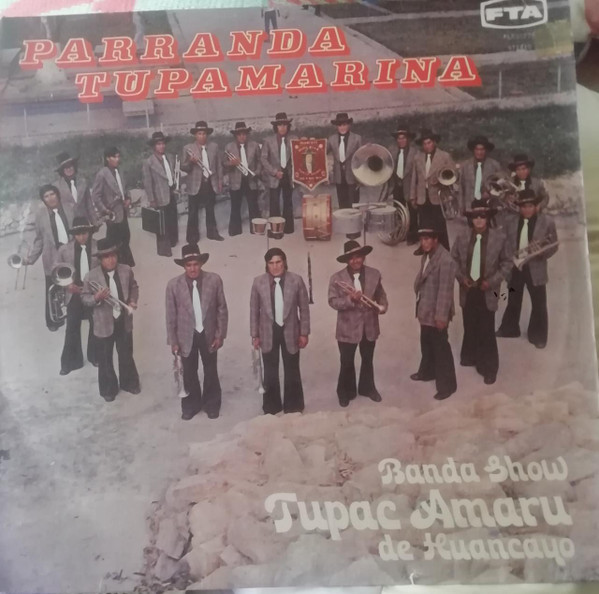 PARRANDA
TUPAMARINA
FTA
Banda Show
Tupac Amaru
de Huancayo